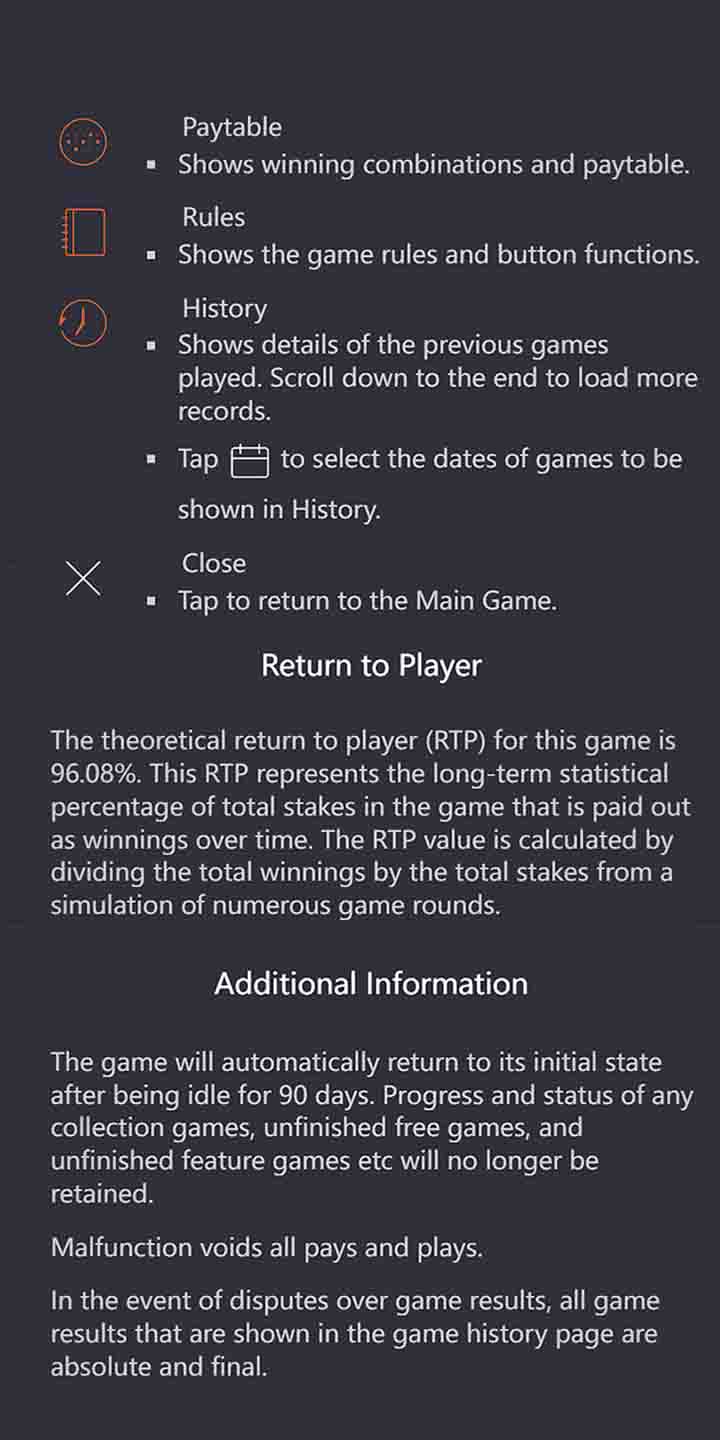 Paytable
▪ Shows winning combinations and paytable.
Rules
▪ Shows the game rules and button functions.
History
▪ Shows details of the previous games
played. Scroll down to the end to load more
records.
▪ Tap to select the dates of games to be
shown in History.
Close
▪ Tap to return to the Main Game.
Return to Player
The theoretical return to player (RTP) for this game is
96.08%. This RTP represents the long-term statistical
percentage of total stakes in the game that is paid out
as winnings over time. The RTP value is calculated by
dividing the total winnings by the total stakes from a
simulation of numerous game rounds.
Additional Information
The game will automatically return to its initial state
after being idle for 90 days. Progress and status of any
collection games, unfinished free games, and
unfinished feature games etc will no longer be
retained.
Malfunction voids all pays and plays.
In the event of disputes over game results, all game
results that are shown in the game history page are
absolute and final.